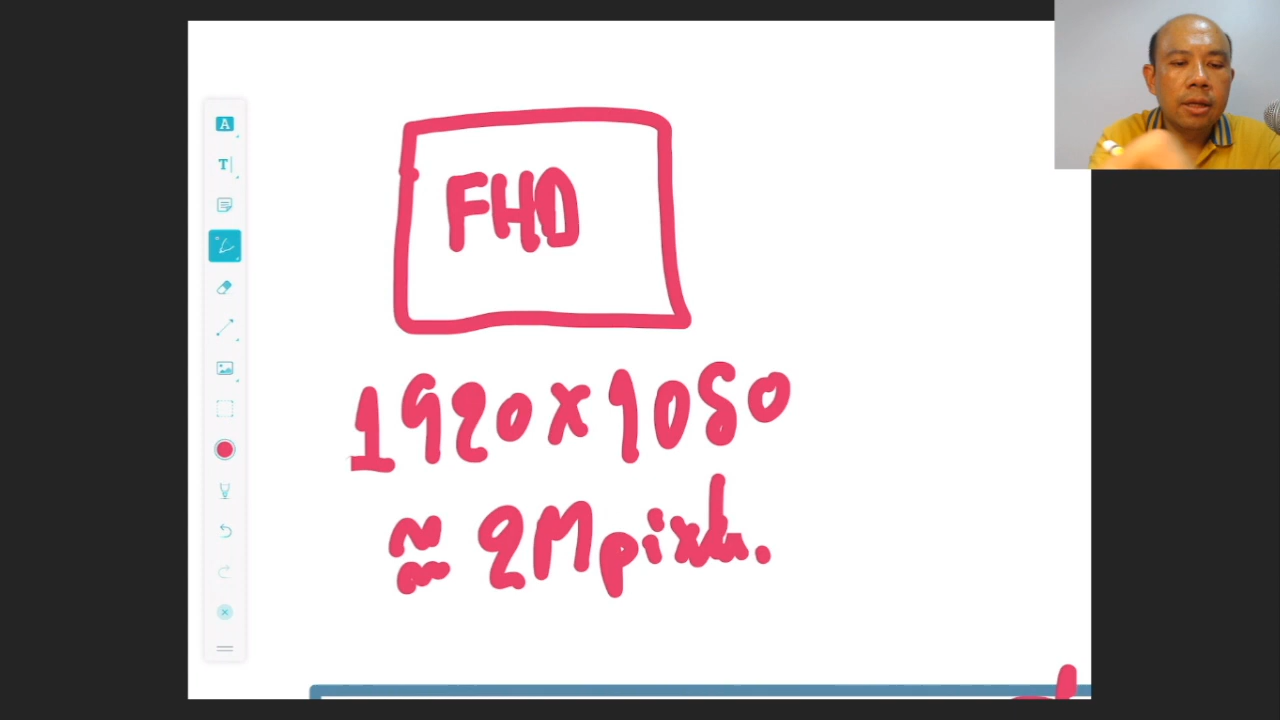 A
T
FHD
1920x1080
≈ 2Mpixel.